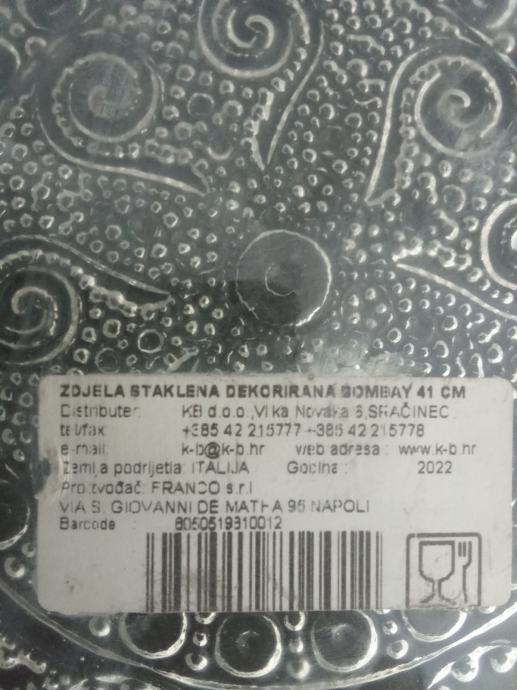 ZDJELA STAKLENA DEKORIRANA BOMBAY 41 CM
Distributer: KB d.o.o.,Vilka Novaka 6,SRAČINEC
tel/fax: +385 42 215777 +385 42 215778
e-mail: k-b@k-b.hr web adresa: www.k-b.hr
Zemlja podrijetla: ITALIJA Godina: 2022
Proizvođač: FRANCO s.r.l
VIA S. GIOVANNI DE MATHA 95 NAPOLI
Barcode : 8050519310012